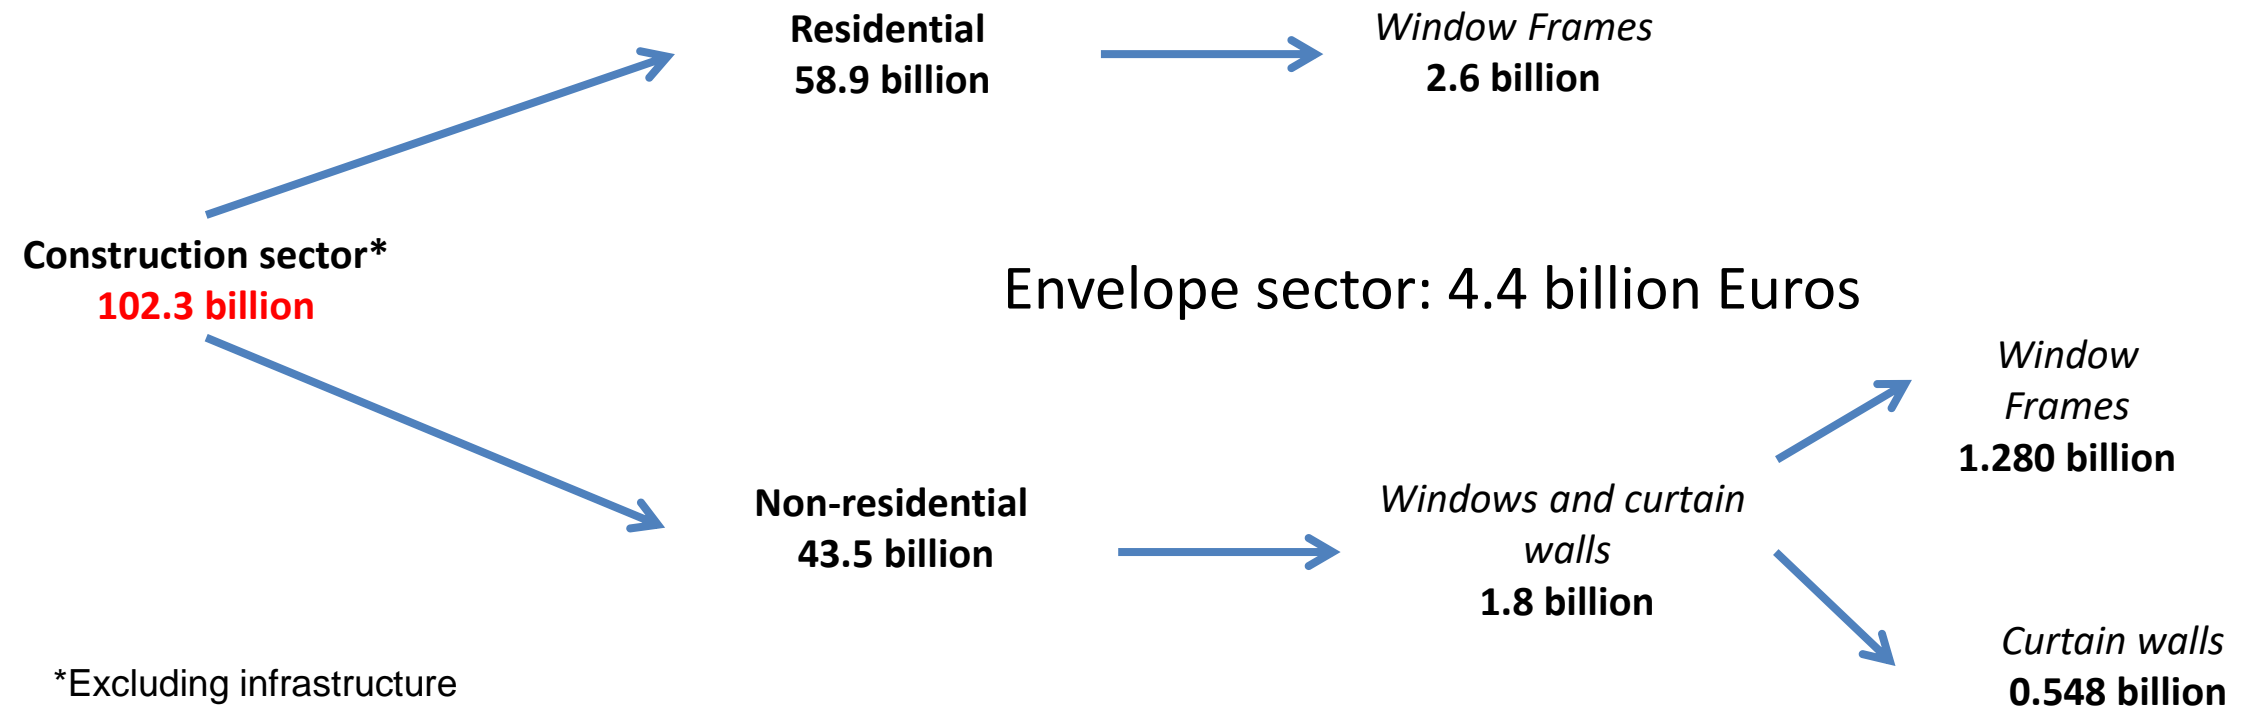 Residential
58.9 billion
Window Frames
2.6 billion
Construction sector*
102.3 billion
Envelope sector: 4.4 billion Euros
Window
Frames
1.280 billion
Non-residential
43.5 billion
Windows and curtain
walls
1.8 billion
Curtain walls
0.548 billion
*Excluding infrastructure